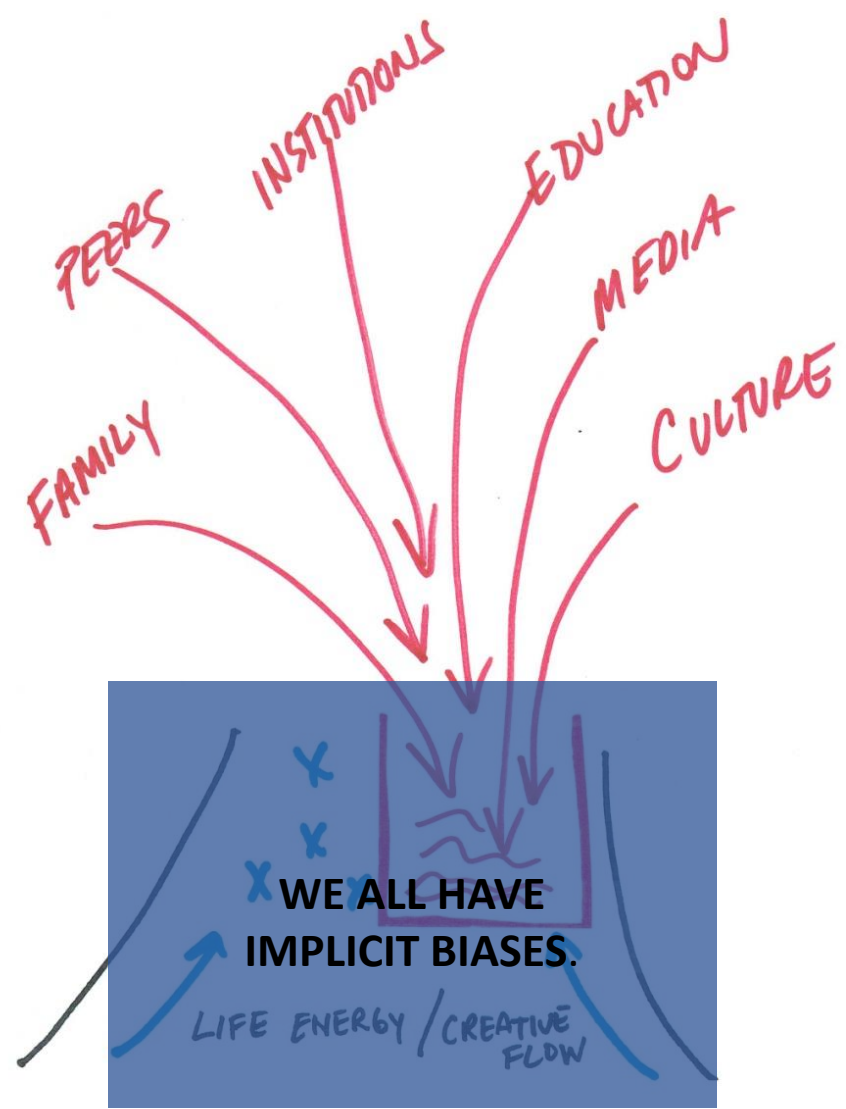 INSTITUTIONS
EDUCATION
PEERS
MEDIA
FAMILY
CULTURE
X
X
X
X
WE ALL HAVE
IMPLICIT BIASES.
LIFE ENERGY / CREATIVE
FLOW